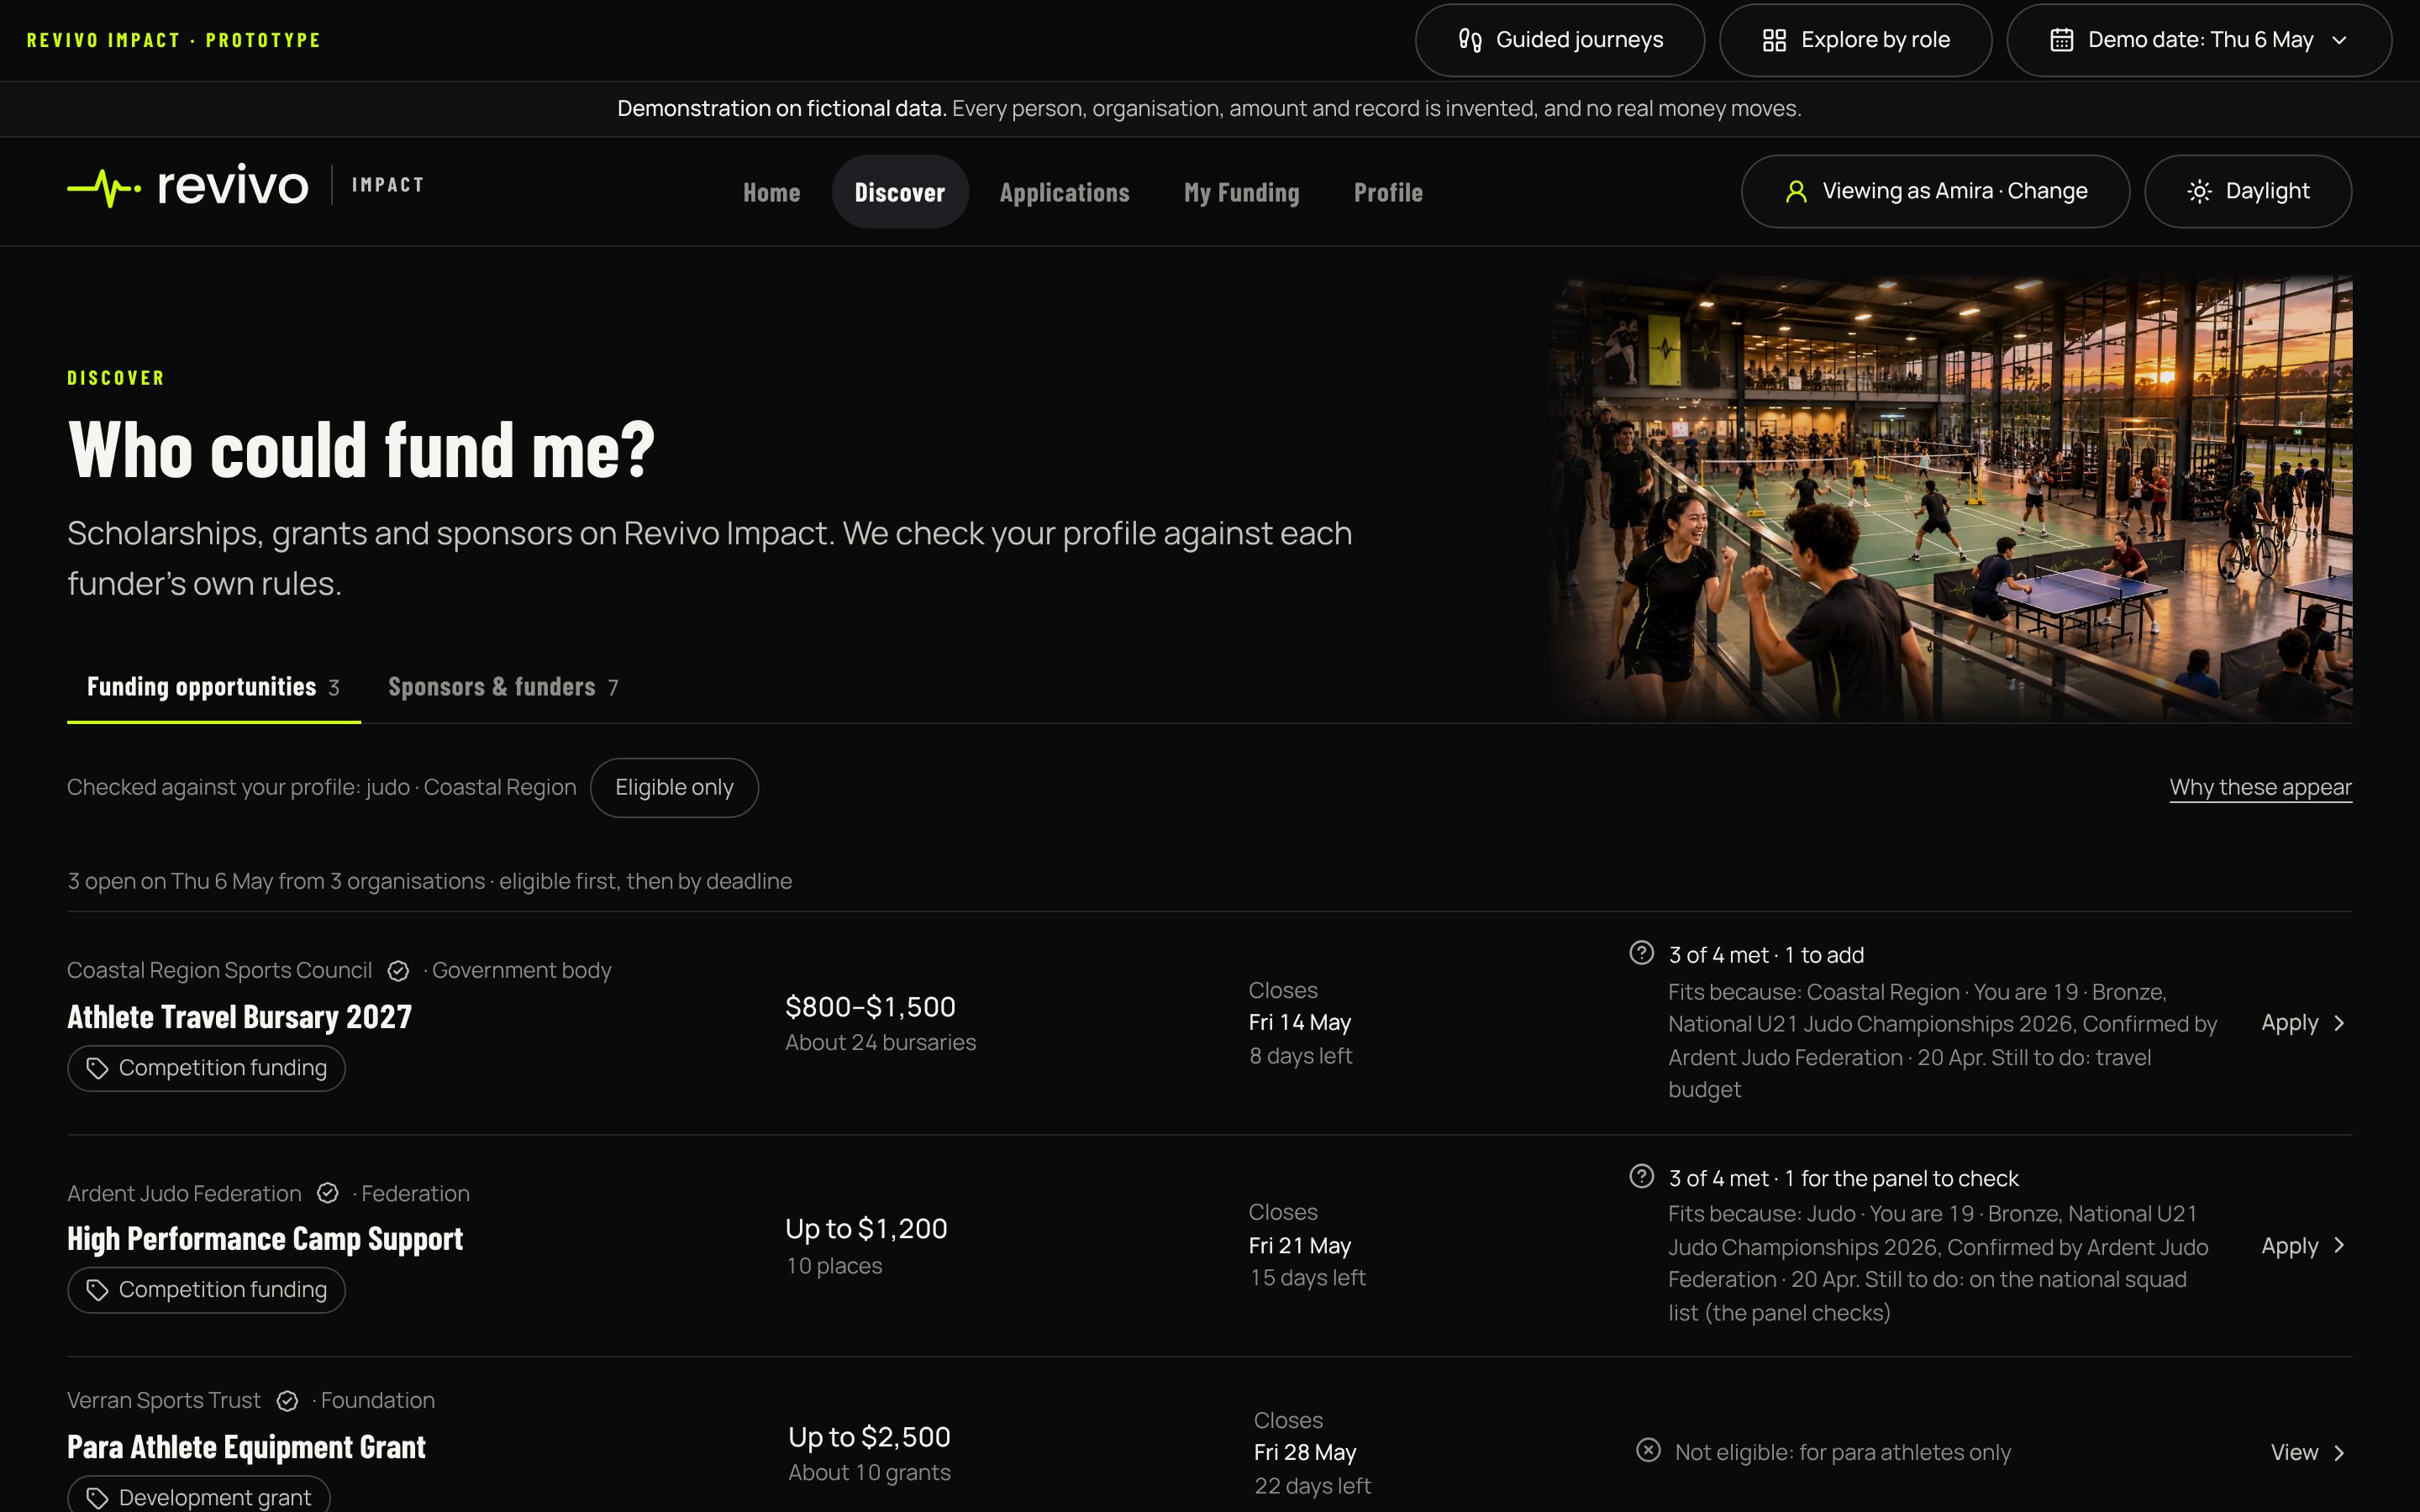 REVIVO IMPACT · PROTOTYPE
Guided journeys
Explore by role
Demo date: Thu 6 May
Demonstration on fictional data. Every person, organisation, amount and record is invented, and no real money moves.
revivo
IMPACT
Home
Discover
Applications
My Funding
Profile
Viewing as Amira · Change
Daylight
DISCOVER
Who could fund me?
Scholarships, grants and sponsors on Revivo Impact. We check your profile against each
funder’s own rules.
Funding opportunities 3
Sponsors & funders 7
Checked against your profile: judo · Coastal Region
Eligible only
Why these appear
3 open on Thu 6 May from 3 organisations · eligible first, then by deadline
Coastal Region Sports Council · Government body
Athlete Travel Bursary 2027
Competition funding
$800–$1,500
About 24 bursaries
Closes
Fri 14 May
8 days left
3 of 4 met · 1 to add
Fits because: Coastal Region · You are 19 · Bronze,
National U21 Judo Championships 2026, Confirmed by
Ardent Judo Federation · 20 Apr. Still to do: travel
budget
Apply
Ardent Judo Federation · Federation
High Performance Camp Support
Competition funding
Up to $1,200
10 places
Closes
Fri 21 May
15 days left
3 of 4 met · 1 for the panel to check
Fits because: Judo · You are 19 · Bronze, National U21
Judo Championships 2026, Confirmed by Ardent Judo
Federation · 20 Apr. Still to do: on the national squad
list (the panel checks)
Apply
Verran Sports Trust · Foundation
Para Athlete Equipment Grant
Development grant
Up to $2,500
About 10 grants
Closes
Fri 28 May
22 days left
Not eligible: for para athletes only
View